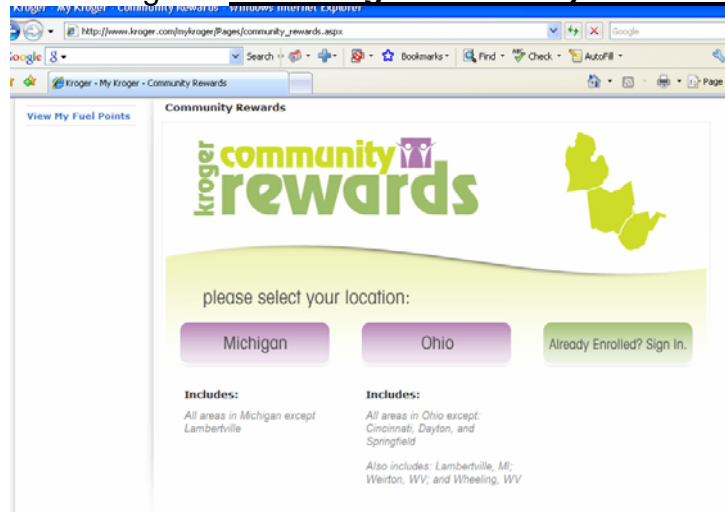 Kroger - My Kroger - Community Rewards - Windows Internet Explorer
http://www.kroger.com/mykroger/Pages/community_rewards.aspx
Google
oogle
Search
Bookmarks
Find
Check
AutoFill
Kroger - My Kroger - Community Rewards
Page
View My Fuel Points
Community Rewards
kroger
community
rewards
please select your location:
Michigan
Ohio
Already Enrolled? Sign In.
Includes:
All areas in Michigan except
Lambertville
Includes:
All areas in Ohio except:
Cincinnati, Dayton, and
Springfield
Also includes: Lambertville, MI;
Weirton, WV; and Wheeling, WV